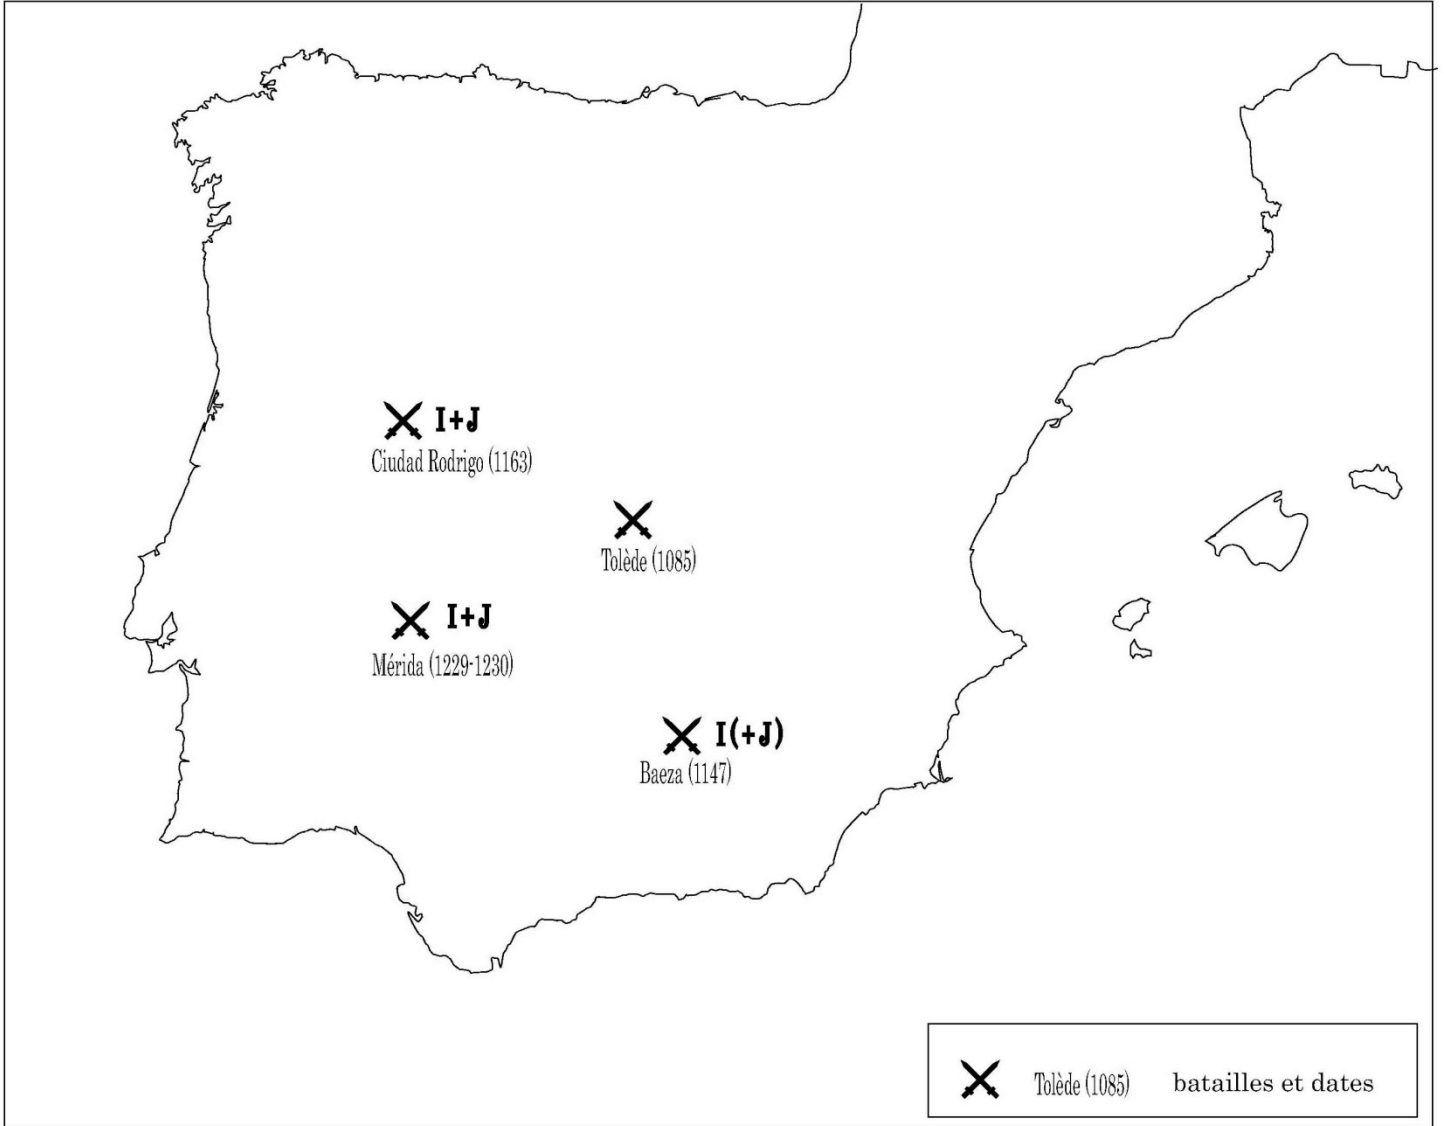 I+J
Ciudad Rodrigo (1163)
Tolède (1085)
I+J
Mérida (1229-1230)
I(+J)
Baeza (1147)
Tolède (1085) batailles et dates